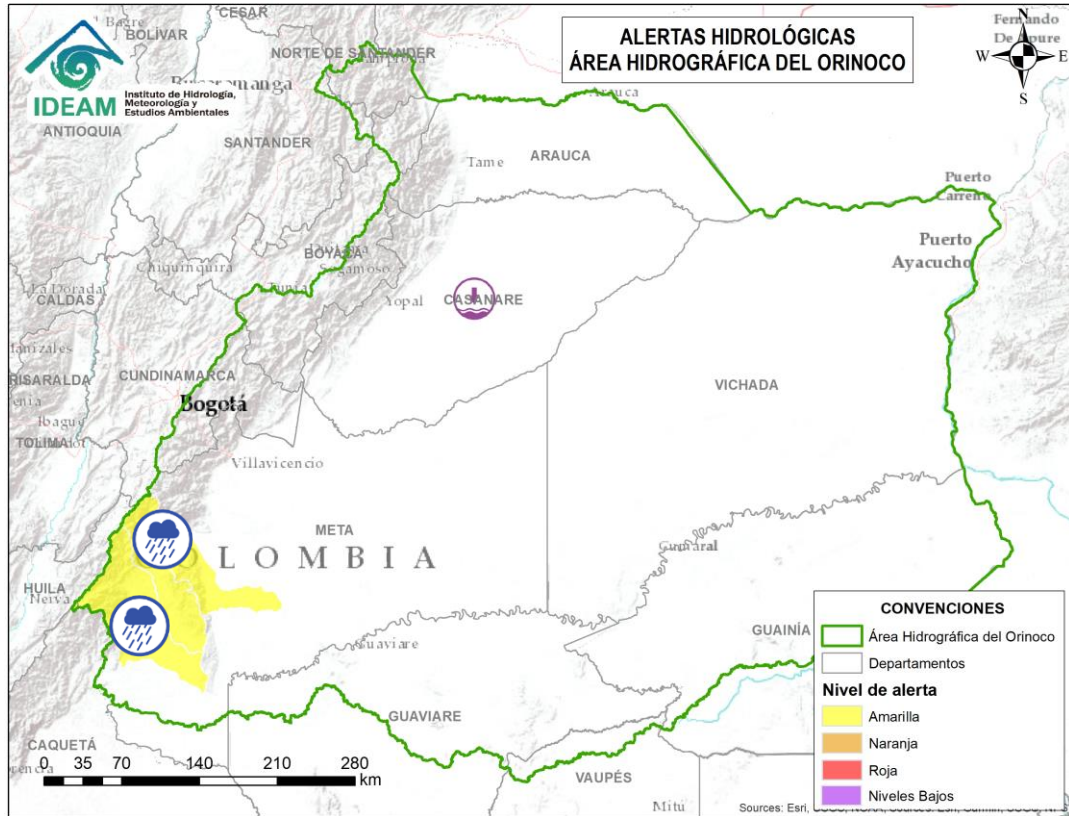 ALERTAS HIDROLÓGICAS
ÁREA HIDROGRÁFICA DEL ORINOCO
IDEAM
Instituto de Hidrología,
Meteorología y
Estudios Ambientales
N
W
E
S
CESAR
Bagre
BOLÍVAR
NORTE DE SANTANDER
Fernando
De Apure
Arauca
ANTIOQUIA
SANTANDER
ARAUCA
Tame
Puerto
Carreño
Puerto
Ayacucho
BOYACÁ
Sogamoso
Chiquinquira
La Dorada
CALDAS
Tunja
Yopal
CASANARE
Manizales
RISARALDA
CUNDINAMARCA
Bogotá
VICHADA
Ibague
TOLIMA
Villavicencio
META
COLOMBIA
HUILA
Neiva
Guaviare
GUAINÍA
GUAVIARE
CAQUETÁ
VAUPÉS
Mitú
0 35 70 140 210 280
km
CONVENCIONES
Área Hidrográfica del Orinoco
Departamentos
Nivel de alerta
Amarilla
Naranja
Roja
Niveles Bajos
Sources: Esri,